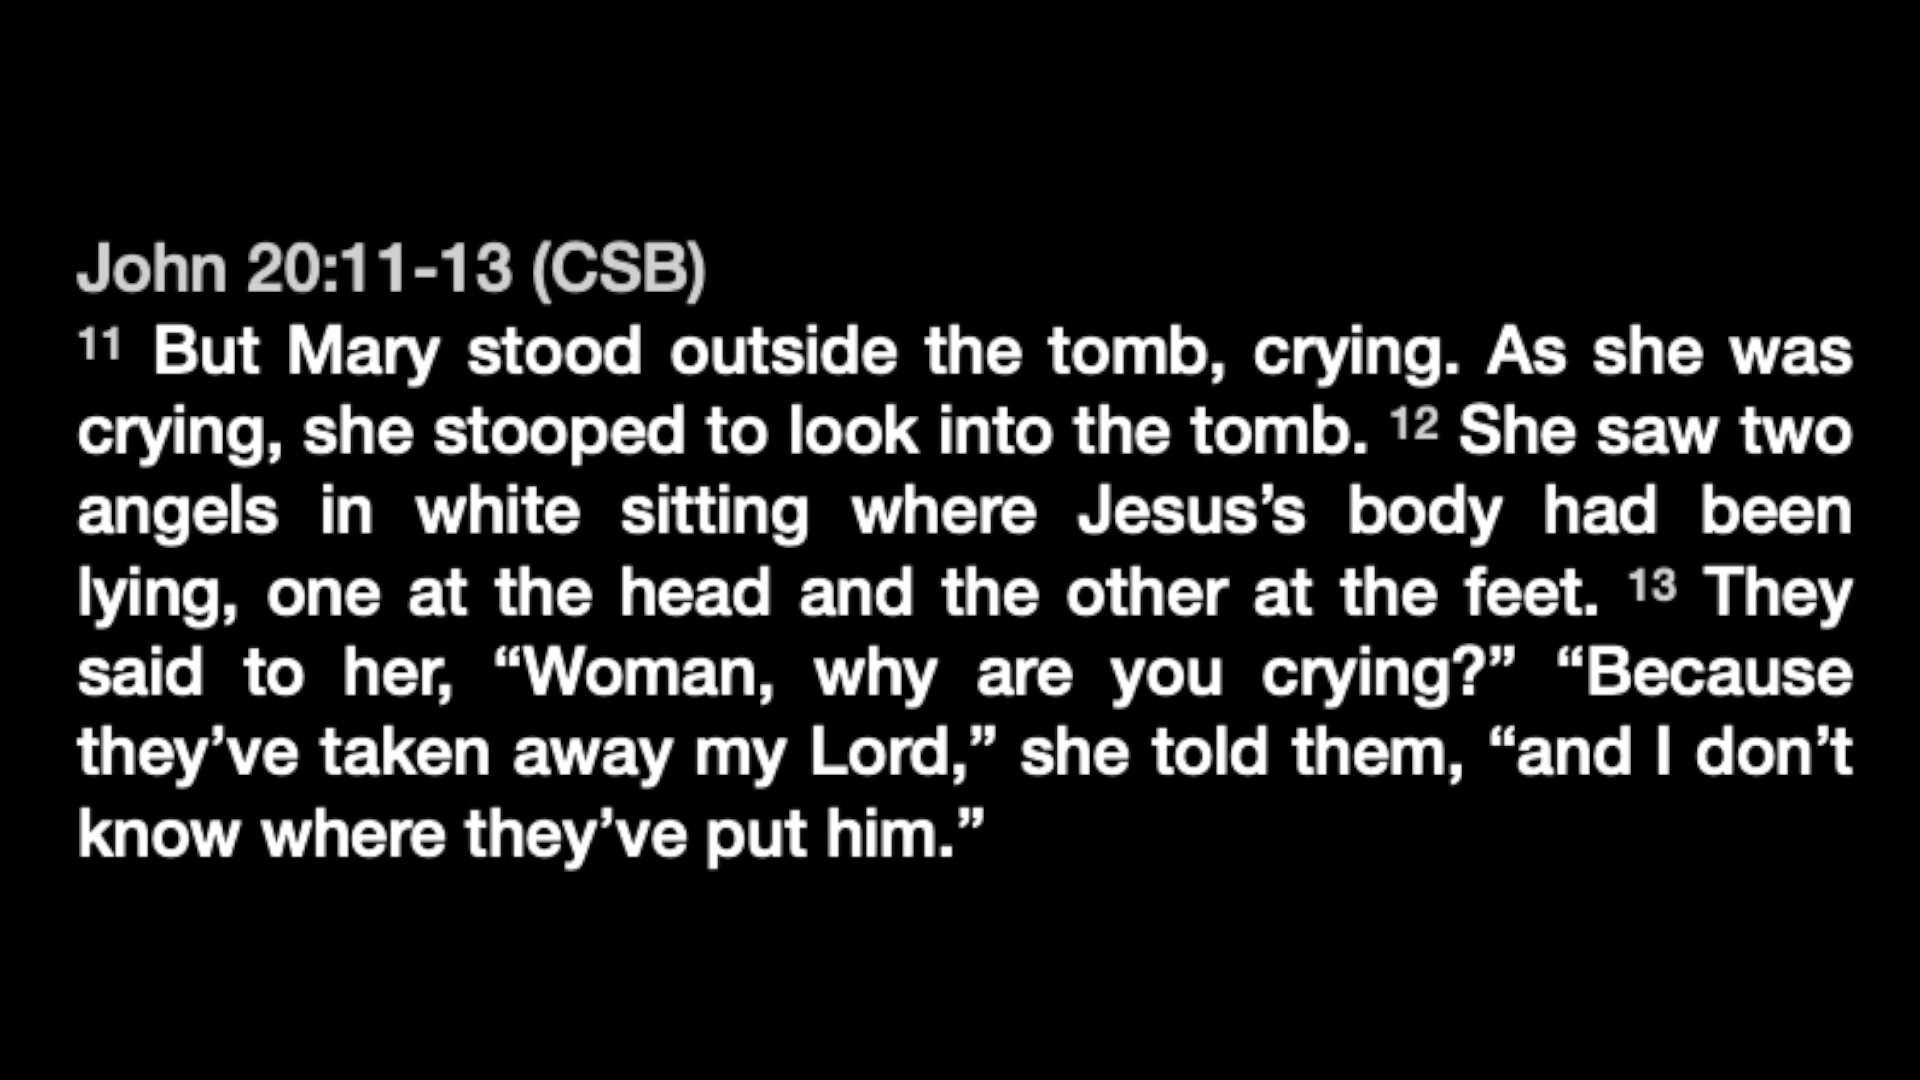 John 20:11-13 (CSB)
11 But Mary stood outside the tomb, crying. As she was
crying, she stooped to look into the tomb. 12 She saw two
angels in white sitting where Jesus’s body had been
lying, one at the head and the other at the feet. 13 They
said to her, “Woman, why are you crying?” “Because
they’ve taken away my Lord,” she told them, “and I don’t
know where they’ve put him.”